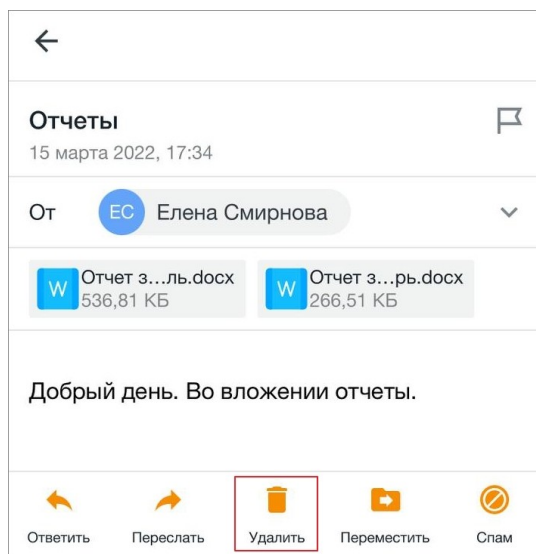 Отчеты
15 марта 2022, 17:34
От ЕС Елена Смирнова
W Отчет з...ль.docx W Отчет з...рь.docx
536,81 КБ 266,51 КБ
Добрый день. Во вложении отчеты.
Ответить Переслать Удалить Переместить Спам